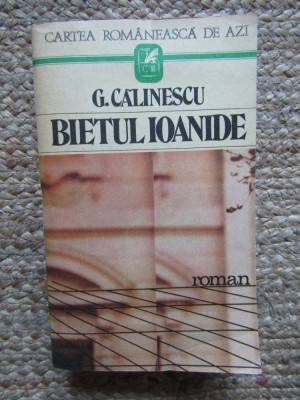 CARTEA ROMÂNEASCĂ DE AZI
C R
G. CĂLINESCU
BIETUL IOANIDE
roman